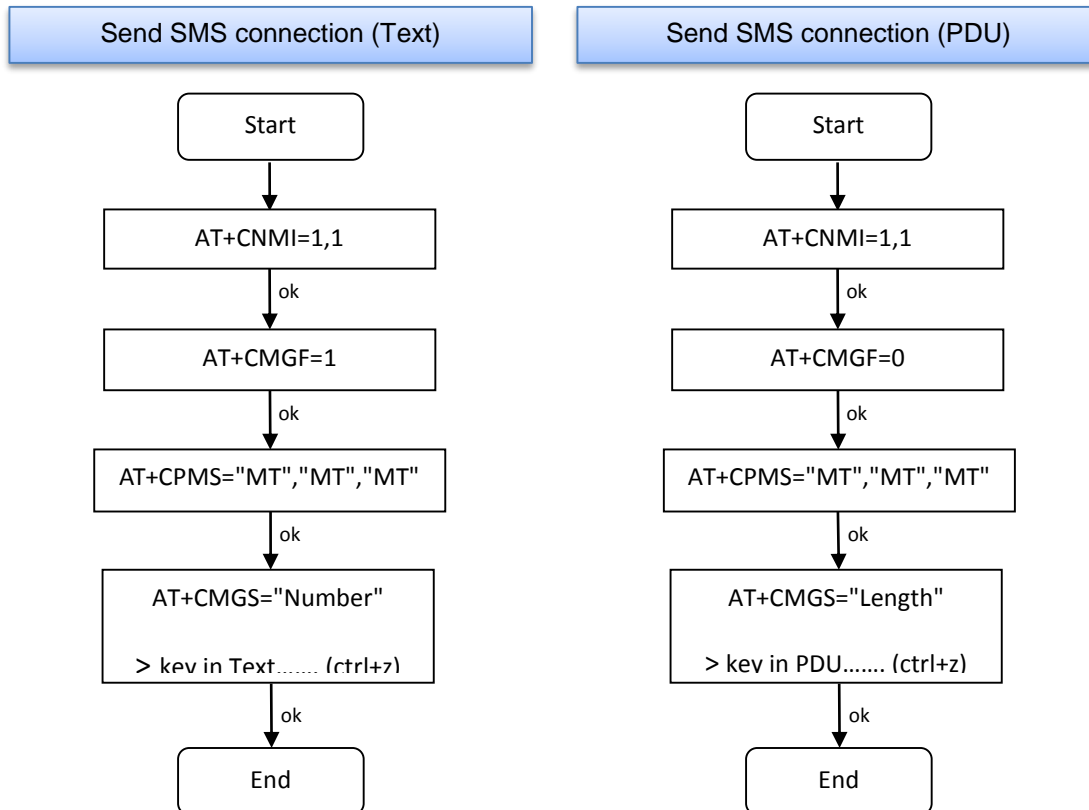 Send SMS connection (Text)
Start
AT+CNMI=1,1
ok
AT+CMGF=1
ok
AT+CPMS="MT","MT","MT"
ok
AT+CMGS="Number"
> key in Text……. (ctrl+z)
ok
End
Send SMS connection (PDU)
Start
AT+CNMI=1,1
ok
AT+CMGF=0
ok
AT+CPMS="MT","MT","MT"
ok
AT+CMGS="Length"
> key in PDU……. (ctrl+z)
ok
End